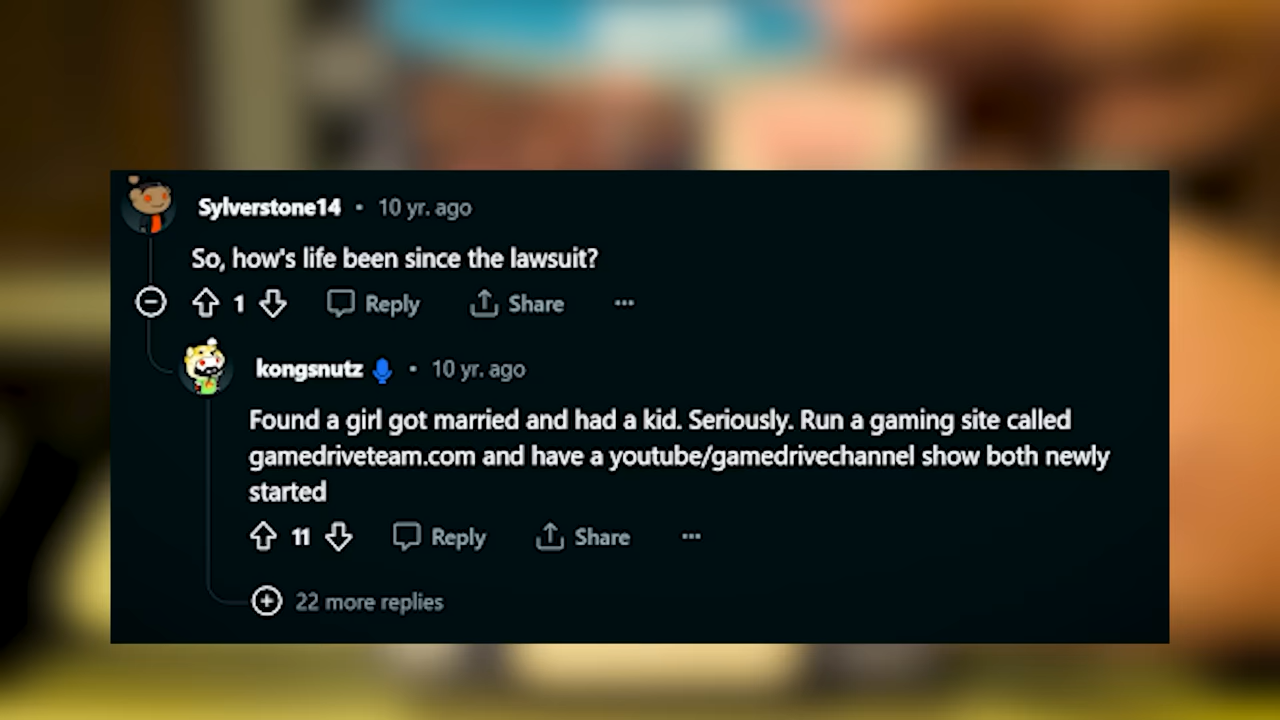 Sylverstone14 • 10 yr. ago
So, how's life been since the lawsuit?
1 Reply Share ...
kongsnutz • 10 yr. ago
Found a girl got married and had a kid. Seriously. Run a gaming site called
gamedriveteam.com and have a youtube/gamedrivechannel show both newly
started
11 Reply Share ...
22 more replies